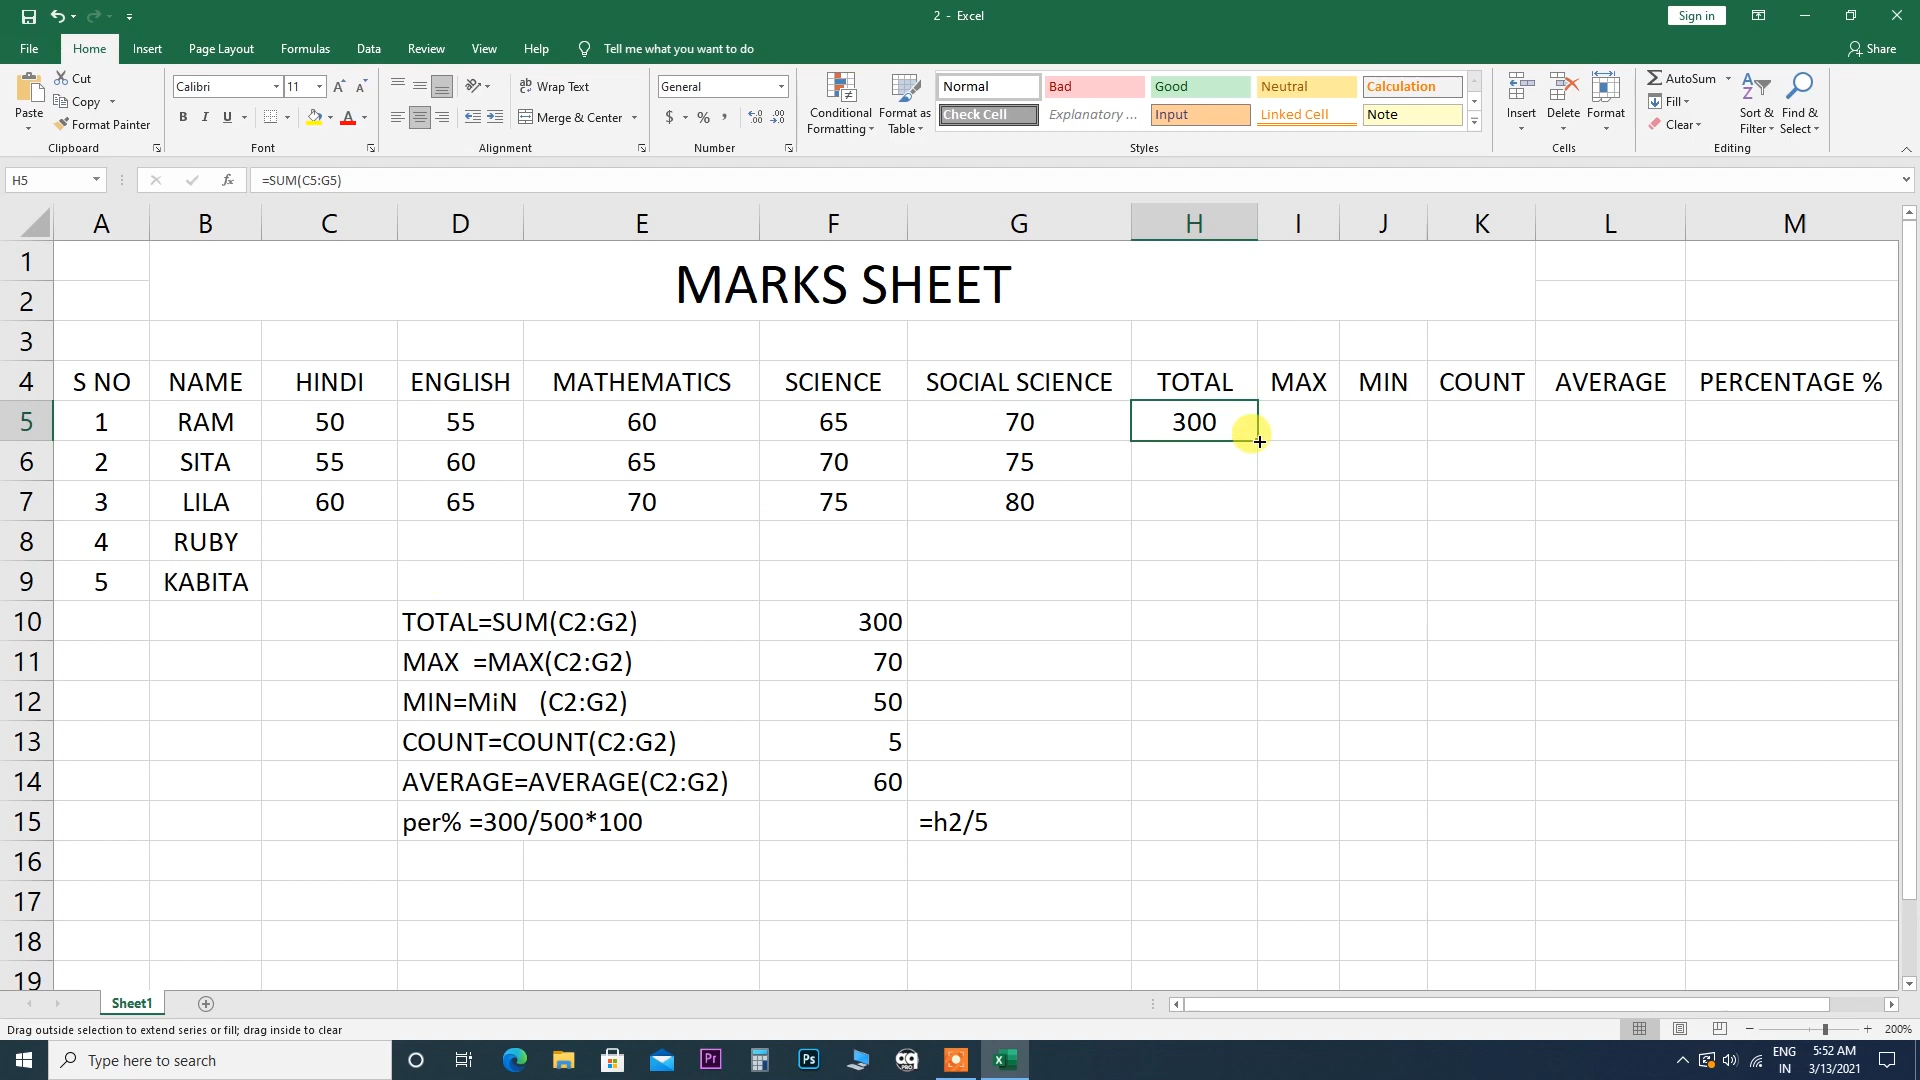 2 - Excel
Sign in
File Home Insert Page Layout Formulas Data Review View Help Tell me what you want to do
Share
Paste
Cut
Copy
Format Painter
Clipboard
Calibri 11
B I U
Font
Wrap Text
Merge & Center
Alignment
General
$ % ,
Number
Conditional Formatting
Format as Table
Normal Bad Good Neutral Calculation
Check Cell Explanatory ... Input Linked Cell Note
Styles
Insert Delete Format
Cells
AutoSum
Fill
Clear
Sort & Filter
Find & Select
Editing
H5 fx =SUM(C5:G5)
A B C D E F G H I J K L M
1
2 MARKS SHEET
3
4 S NO NAME HINDI ENGLISH MATHEMATICS SCIENCE SOCIAL SCIENCE TOTAL MAX MIN COUNT AVERAGE PERCENTAGE %
5 1 RAM 50 55 60 65 70 300
6 2 SITA 55 60 65 70 75
7 3 LILA 60 65 70 75 80
8 4 RUBY
9 5 KABITA
10 TOTAL=SUM(C2:G2) 300
11 MAX =MAX(C2:G2) 70
12 MIN=MiN (C2:G2) 50
13 COUNT=COUNT(C2:G2) 5
14 AVERAGE=AVERAGE(C2:G2) 60
15 per% =300/500*100 =h2/5
16
17
18
19
Sheet1
Drag outside selection to extend series or fill; drag inside to clear
200%
Type here to search
Pr
Ps
ENG
IN
5:52 AM
3/13/2021